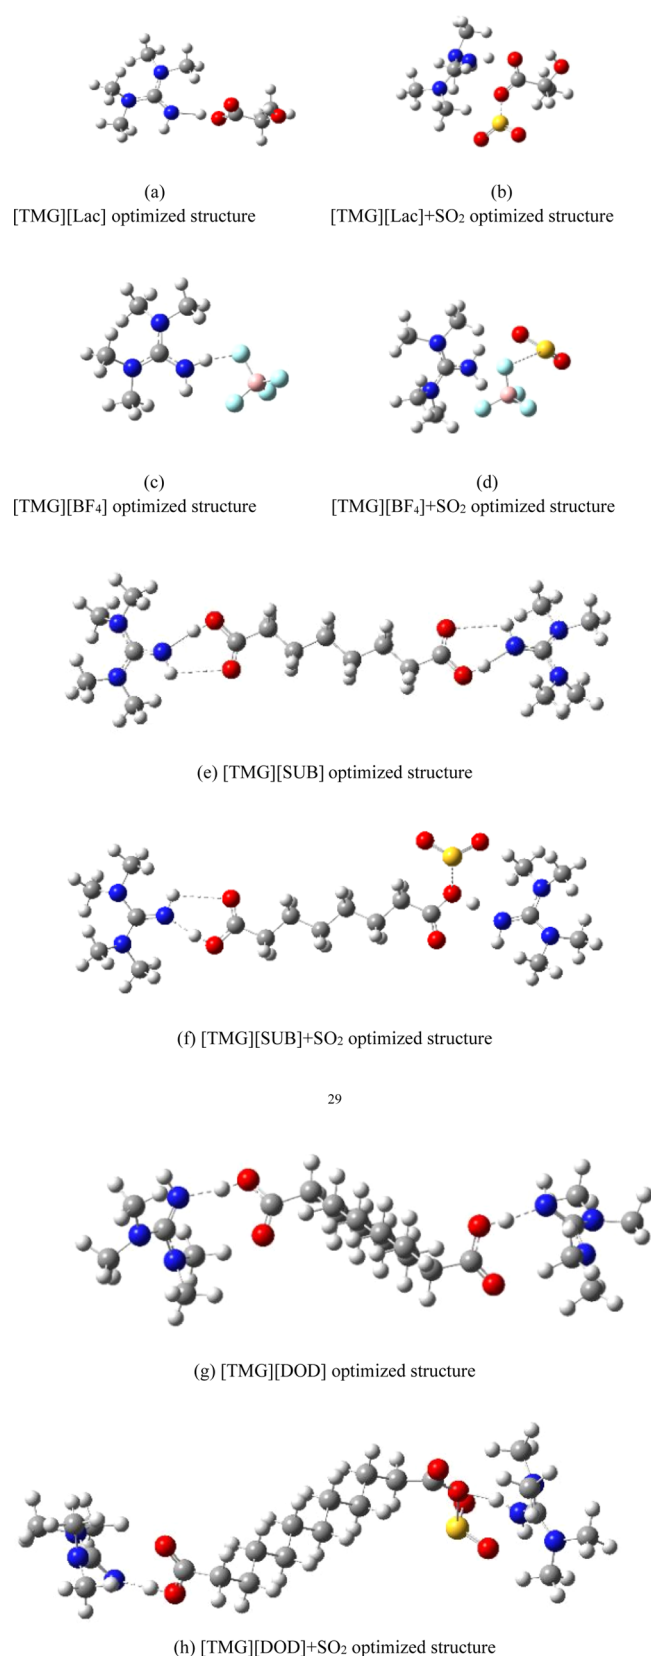 (a)
[TMG][Lac] optimized structure
(b)
[TMG][Lac]+SO₂ optimized structure
(c)
[TMG][BF₄] optimized structure
(d)
[TMG][BF₄]+SO₂ optimized structure
(e) [TMG][SUB] optimized structure
(f) [TMG][SUB]+SO₂ optimized structure
29
(g) [TMG][DOD] optimized structure
(h) [TMG][DOD]+SO₂ optimized structure